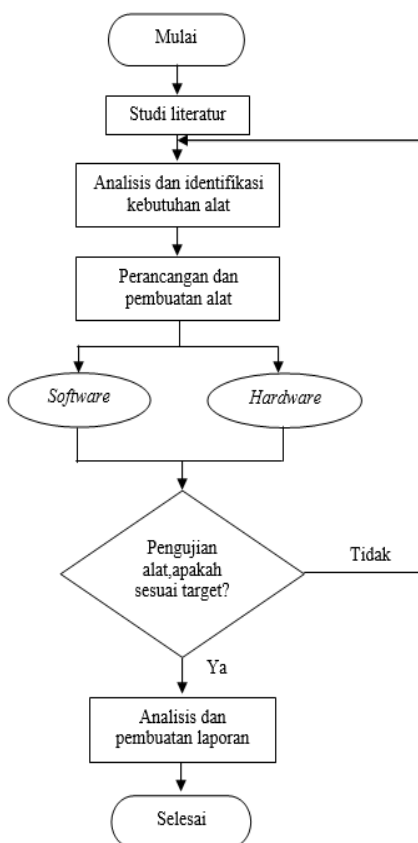 Mulai
Studi literatur
Analisis dan identifikasi
kebutuhan alat
Perancangan dan
pembuatan alat
Software
Hardware
Pengujian
alat,apakah
sesuai target?
Tidak
Ya
Analisis dan
pembuatan laporan
Selesai